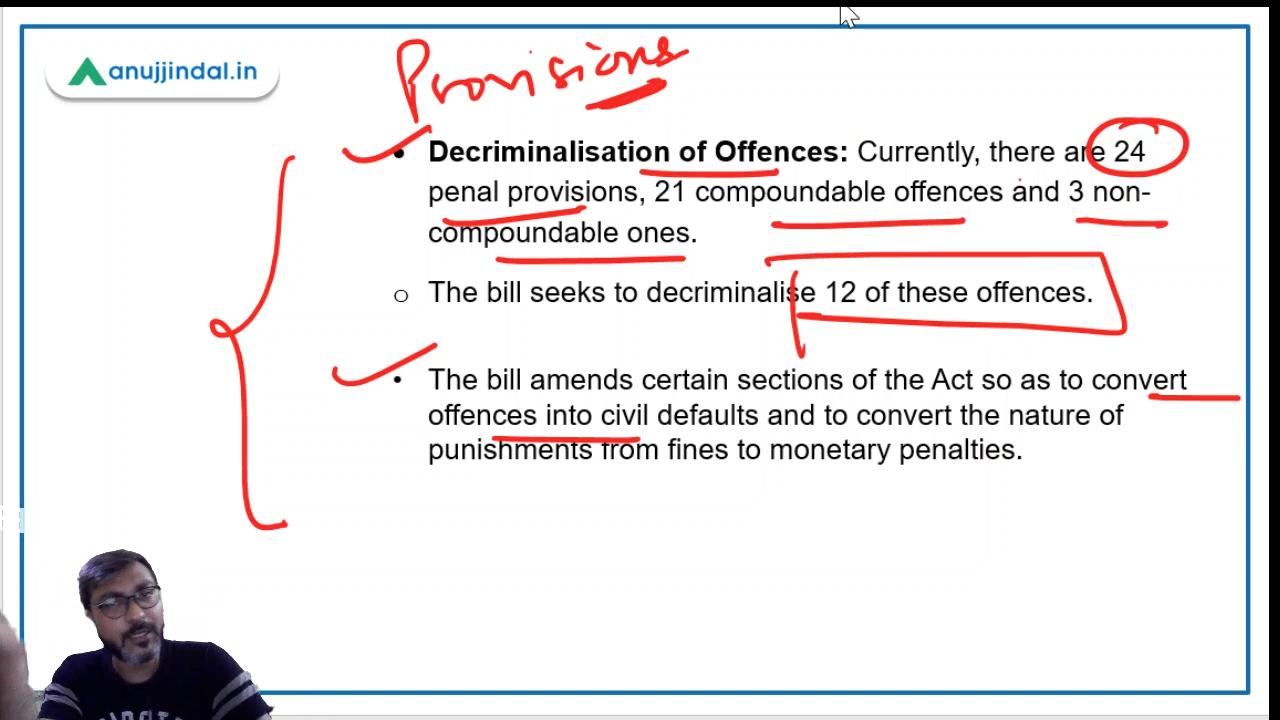 anujjindal.in
Provisions
• Decriminalisation of Offences: Currently, there are 24
penal provisions, 21 compoundable offences and 3 non-
compoundable ones.
o The bill seeks to decriminalise 12 of these offences.
• The bill amends certain sections of the Act so as to convert
offences into civil defaults and to convert the nature of
punishments from fines to monetary penalties.